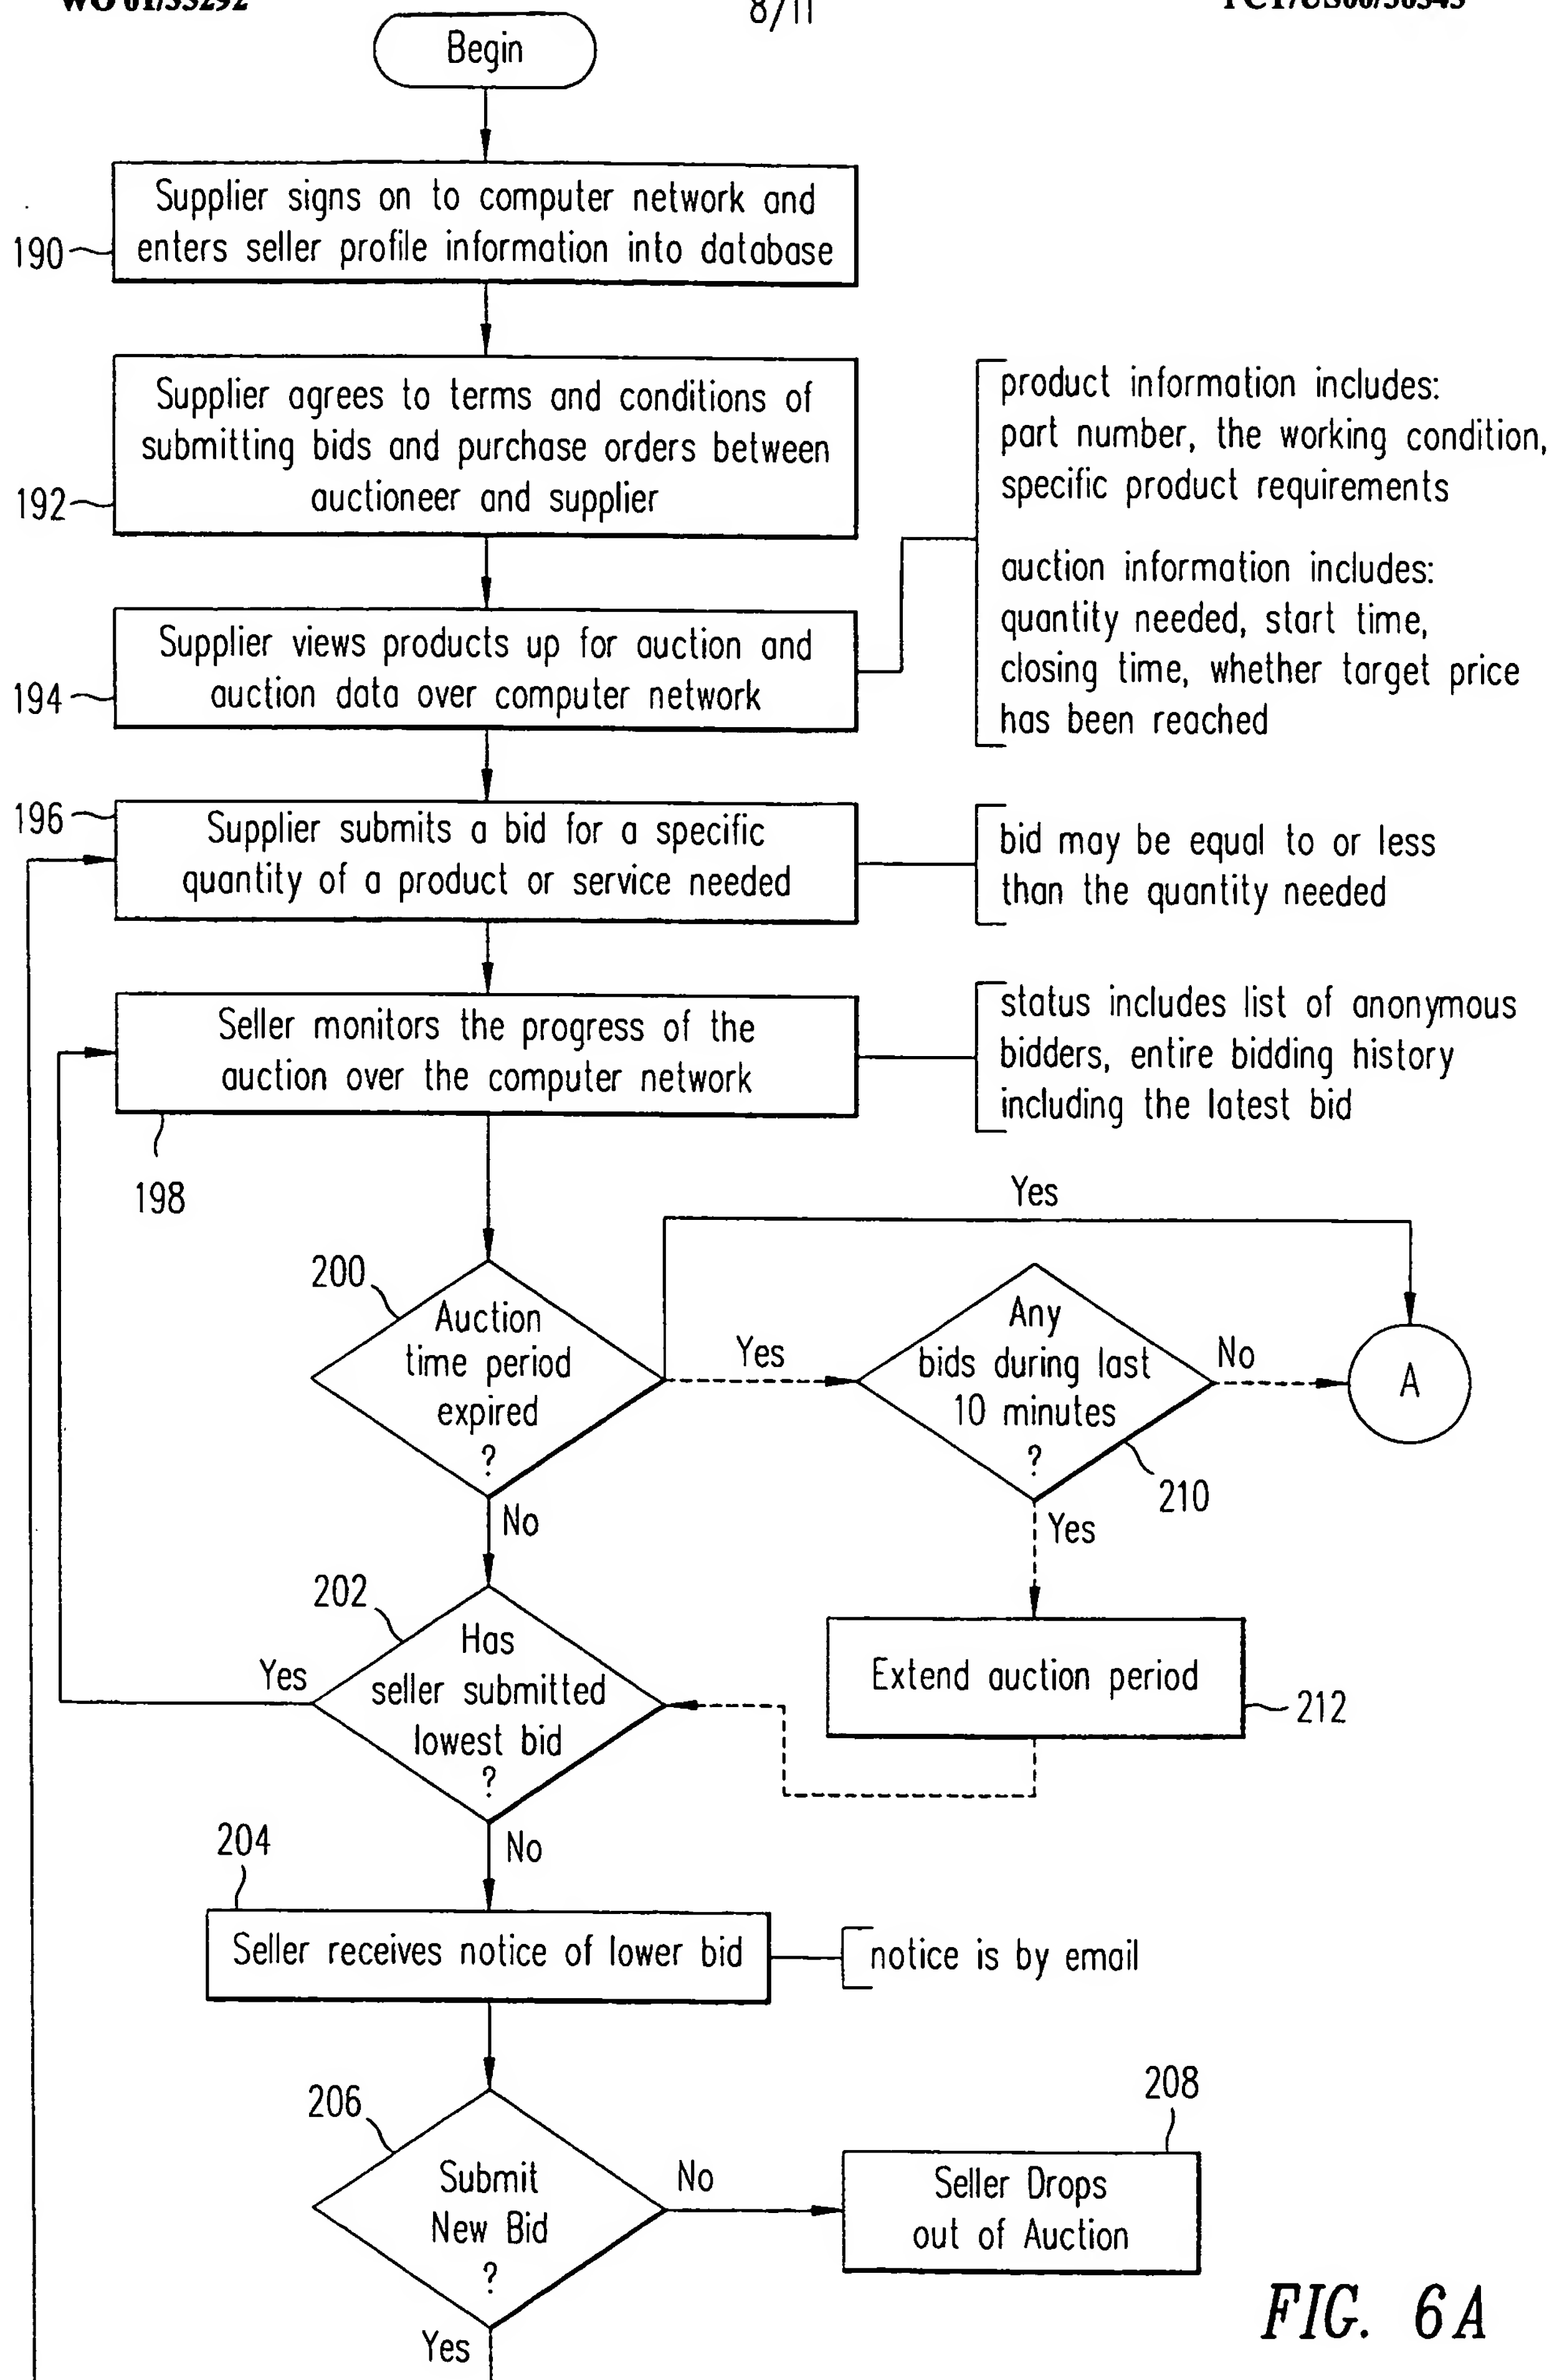 8/11
Begin
Supplier signs on to computer network and
enters seller profile information into database
190
Supplier agrees to terms and conditions of
submitting bids and purchase orders between
auctioneer and supplier
192
product information includes:
part number, the working condition,
specific product requirements
auction information includes:
quantity needed, start time,
closing time, whether target price
has been reached
Supplier views products up for auction and
auction data over computer network
194
196
Supplier submits a bid for a specific
quantity of a product or service needed
bid may be equal to or less
than the quantity needed
Seller monitors the progress of the
auction over the computer network
198
status includes list of anonymous
bidders, entire bidding history
including the latest bid
Yes
200
Auction
time period
expired
?
Yes
Any
bids during last
10 minutes
?
No
A
210
No
Yes
202
Has
seller submitted
lowest bid
?
Yes
Extend auction period
212
No
204
Seller receives notice of lower bid
notice is by email
206
Submit
New Bid
?
No
208
Seller Drops
out of Auction
Yes
FIG. 6A